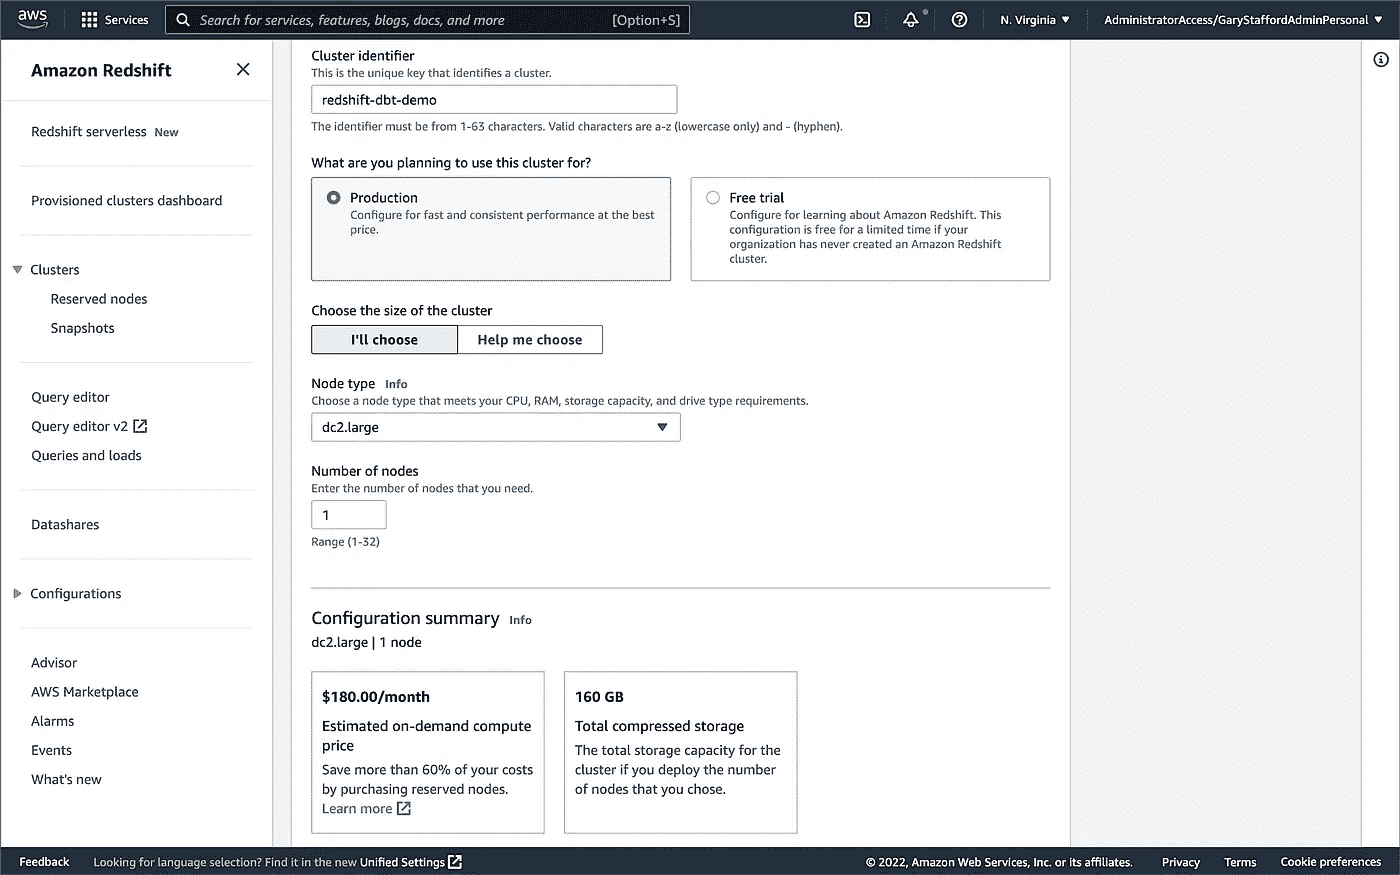 aws
Services
Search for services, features, blogs, docs, and more
[Option+S]
N. Virginia
AdministratorAccess/GaryStaffordAdminPersonal
Amazon Redshift
Redshift serverless New
Provisioned clusters dashboard
Clusters
Reserved nodes
Snapshots
Query editor
Query editor v2
Queries and loads
Datashares
Configurations
Advisor
AWS Marketplace
Alarms
Events
What's new
Cluster identifier
This is the unique key that identifies a cluster.
redshift-dbt-demo
The identifier must be from 1-63 characters. Valid characters are a-z (lowercase only) and - (hyphen).
What are you planning to use this cluster for?
Production
Configure for fast and consistent performance at the best
price.
Free trial
Configure for learning about Amazon Redshift. This
configuration is free for a limited time if your
organization has never created an Amazon Redshift
cluster.
Choose the size of the cluster
I'll choose
Help me choose
Node type Info
Choose a node type that meets your CPU, RAM, storage capacity, and drive type requirements.
dc2.large
Number of nodes
Enter the number of nodes that you need.
1
Range (1-32)
Configuration summary Info
dc2.large | 1 node
$180.00/month
Estimated on-demand compute
price
Save more than 60% of your costs
by purchasing reserved nodes.
Learn more
160 GB
Total compressed storage
The total storage capacity for the
cluster if you deploy the number
of nodes that you chose.
Feedback
Looking for language selection? Find it in the new Unified Settings
© 2022, Amazon Web Services, Inc. or its affiliates.
Privacy
Terms
Cookie preferences